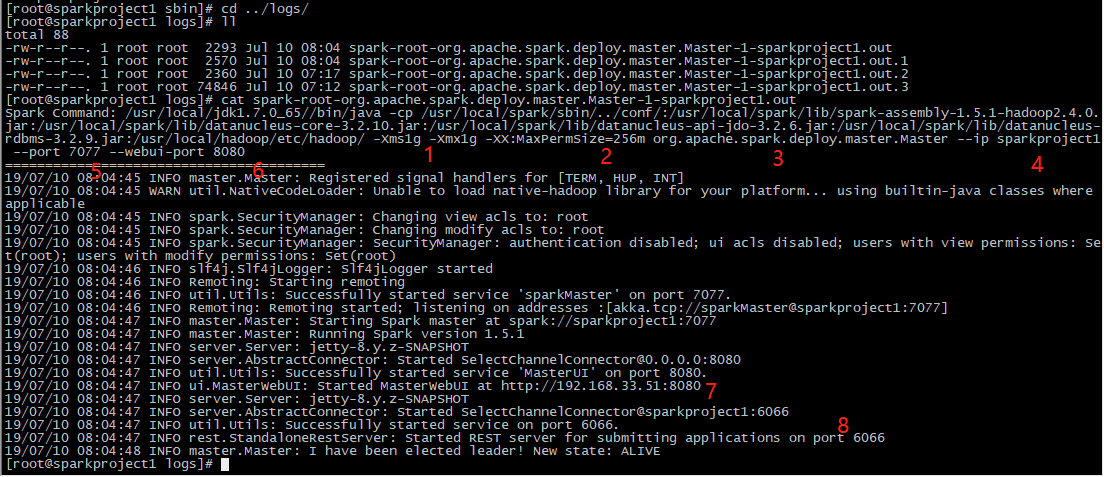 [root@sparkproject1 sbin]# cd ../logs/
[root@sparkproject1 logs]# ll
total 88
-rw-r--r--. 1 root root  2293 Jul 10 08:04 spark-root-org.apache.spark.deploy.master.Master-1-sparkproject1.out
-rw-r--r--. 1 root root  2570 Jul 10 08:04 spark-root-org.apache.spark.deploy.master.Master-1-sparkproject1.out.1
-rw-r--r--. 1 root root  2360 Jul 10 07:17 spark-root-org.apache.spark.deploy.master.Master-1-sparkproject1.out.2
-rw-r--r--. 1 root root 74846 Jul 10 07:12 spark-root-org.apache.spark.deploy.master.Master-1-sparkproject1.out.3
[root@sparkproject1 logs]# cat spark-root-org.apache.spark.deploy.master.Master-1-sparkproject1.out
Spark Command: /usr/local/jdk1.7.0_65//bin/java -cp /usr/local/spark/sbin/../conf/:/usr/local/spark/lib/spark-assembly-1.5.1-hadoop2.4.0.
jar:/usr/local/spark/lib/datanucleus-core-3.2.10.jar:/usr/local/spark/lib/datanucleus-api-jdo-3.2.6.jar:/usr/local/spark/lib/datanucleus-
rdbms-3.2.9.jar:/usr/local/hadoop/etc/hadoop/ -Xms1g -Xmx1g -XX:MaxPermSize=256m org.apache.spark.deploy.master.Master --ip sparkproject1
 --port 7077 --webui-port 8080
1 2 3 4
5 6
========================================
19/07/10 08:04:45 INFO master.Master: Registered signal handlers for [TERM, HUP, INT]
19/07/10 08:04:45 WARN util.NativeCodeLoader: Unable to load native-hadoop library for your platform... using builtin-java classes where
applicable
19/07/10 08:04:45 INFO spark.SecurityManager: Changing view acls to: root
19/07/10 08:04:45 INFO spark.SecurityManager: Changing modify acls to: root
19/07/10 08:04:45 INFO spark.SecurityManager: SecurityManager: authentication disabled; ui acls disabled; users with view permissions: Se
t(root); users with modify permissions: Set(root)
19/07/10 08:04:46 INFO slf4j.Slf4jLogger: Slf4jLogger started
19/07/10 08:04:46 INFO Remoting: Starting remoting
19/07/10 08:04:46 INFO util.Utils: Successfully started service 'sparkMaster' on port 7077.
19/07/10 08:04:46 INFO Remoting: Remoting started; listening on addresses :[akka.tcp://sparkMaster@sparkproject1:7077]
19/07/10 08:04:47 INFO master.Master: Starting Spark master at spark://sparkproject1:7077
19/07/10 08:04:47 INFO master.Master: Running Spark version 1.5.1
19/07/10 08:04:47 INFO server.Server: jetty-8.y.z-SNAPSHOT
19/07/10 08:04:47 INFO server.AbstractConnector: Started SelectChannelConnector@0.0.0.0:8080
19/07/10 08:04:47 INFO util.Utils: Successfully started service 'MasterUI' on port 8080.
19/07/10 08:04:47 INFO ui.MasterWebUI: Started MasterWebUI at http://192.168.33.51:8080 7
19/07/10 08:04:47 INFO server.Server: jetty-8.y.z-SNAPSHOT
19/07/10 08:04:47 INFO server.AbstractConnector: Started SelectChannelConnector@sparkproject1:6066
19/07/10 08:04:47 INFO util.Utils: Successfully started service on port 6066. 8
19/07/10 08:04:47 INFO rest.StandaloneRestServer: Started REST server for submitting applications on port 6066
19/07/10 08:04:48 INFO master.Master: I have been elected leader! New state: ALIVE
[root@sparkproject1 logs]#